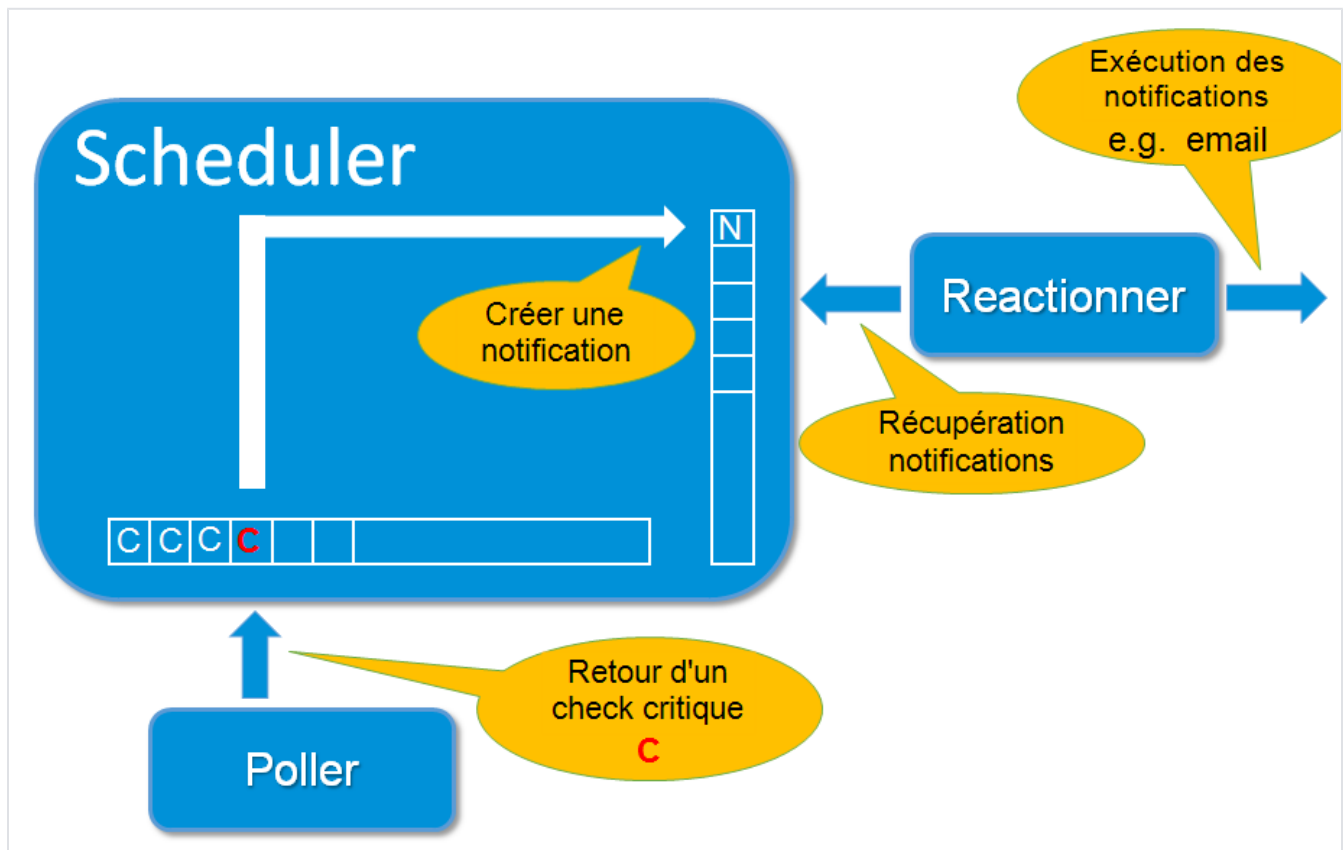 Exécution des
notifications
e.g. email
Scheduler
N
Créer une
notification
Reactionner
Récupération
notifications
C C C C
Retour d'un
check critique
C
Poller